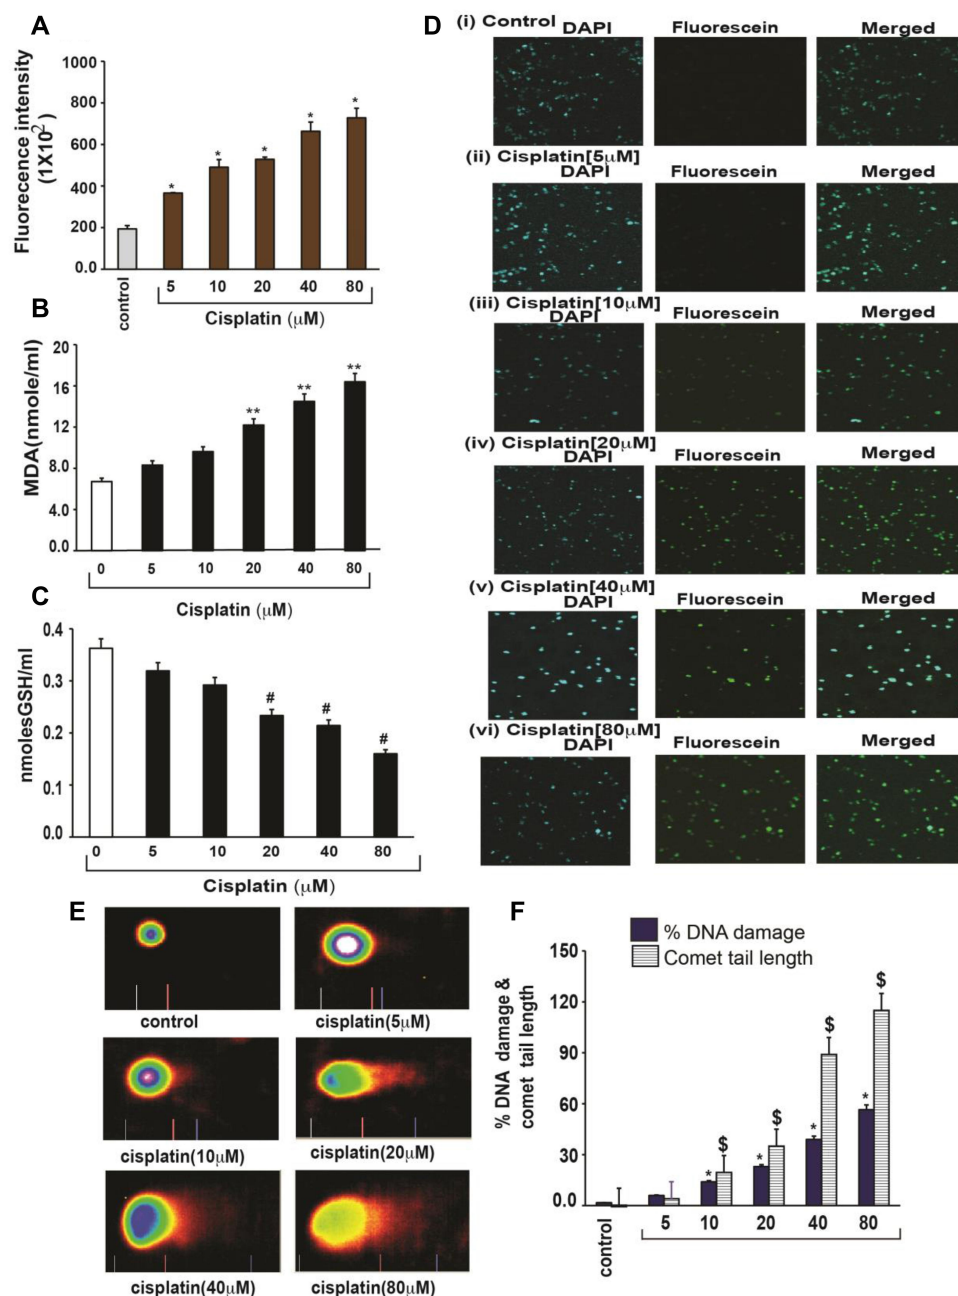 A
Fluorecence intensity
(1X10²)
1000
800
600
400
200
0.0
* * * * *
control
5 10 20 40 80
Cisplatin (μM)
B
MDA(nmole/ml)
20
16
12
8.0
4.0
0.0
** ** **
0 5 10 20 40 80
Cisplatin (μM)
C
nmolesGSH/ml
0.4
0.3
0.2
0.1
0.0
# # #
0 5 10 20 40 80
Cisplatin (μM)
D
(i) Control
DAPI Fluorescein Merged
(ii) Cisplatin[5μM]
DAPI Fluorescein Merged
(iii) Cisplatin[10μM]
DAPI Fluorescein Merged
(iv) Cisplatin[20μM]
DAPI Fluorescein Merged
(v) Cisplatin[40μM]
DAPI Fluorescein Merged
(vi) Cisplatin[80μM]
DAPI Fluorescein Merged
E
control cisplatin(5μM)
cisplatin(10μM) cisplatin(20μM)
cisplatin(40μM) cisplatin(80μM)
F
% DNA damage
Comet tail length
% DNA damage &
comet tail length
150
120
90
60
30
0.0
* $ * $ * $ * $
control
5 10 20 40 80